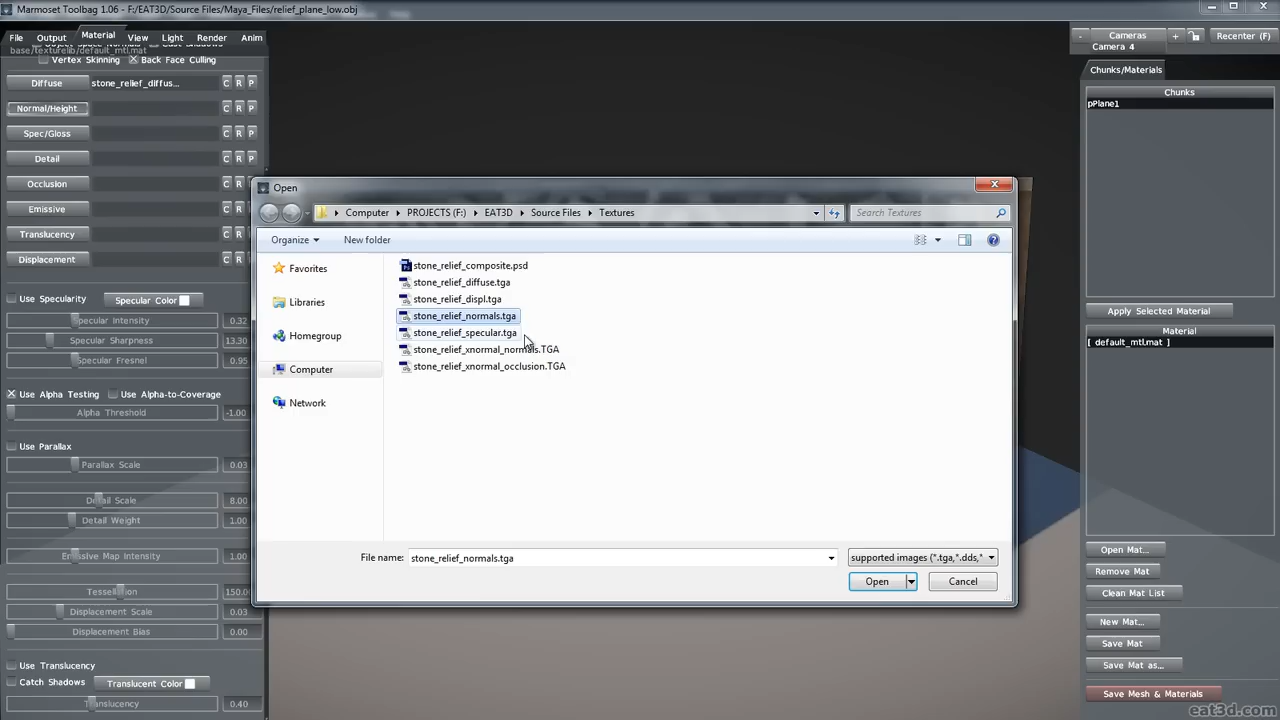 Marmoset Toolbag 1.06 - F:/EAT3D/Source Files/Maya_Files/relief_plane_low.obj
File Output Material View Light Render Anim
base/texturelib/default_mtl.mat
Vertex Skinning Back Face Culling
Diffuse stone_relief_diffus... C R P
Normal/Height C R P
Spec/Gloss C R P
Detail C R P
Occlusion C R P
Emissive C R P
Translucency C R P
Displacement C R P
Use Specularity Specular Color
Specular Intensity 0.32
Specular Sharpness 13.30
Specular Fresnel 0.95
Use Alpha Testing Use Alpha-to-Coverage
Alpha Threshold -1.00
Use Parallax
Parallax Scale 0.03
Detail Scale 8.00
Detail Weight 1.00
Emissive Map Intensity 1.00
Tessellation 150.0
Displacement Scale 0.03
Displacement Bias 0.00
Use Translucency
Catch Shadows Translucent Color
Translucency 0.40
Open
Computer PROJECTS (F:) EAT3D Source Files Textures
Search Textures
Organize New folder
Favorites
Libraries
Homegroup
Computer
Network
stone_relief_composite.psd
stone_relief_diffuse.tga
stone_relief_displ.tga
stone_relief_normals.tga
stone_relief_specular.tga
stone_relief_xnormal_normals.TGA
stone_relief_xnormal_occlusion.TGA
File name: stone_relief_normals.tga
supported images (*.tga,*.dds,*
Open Cancel
- Cameras + Recenter (F)
Camera 4
Chunks/Materials
Chunks
pPlane1
Apply Selected Material
Material
[ default_mtl.mat ]
Open Mat...
Remove Mat
Clean Mat List
New Mat...
Save Mat
Save Mat as...
Save Mesh & Materials
eat3d.com